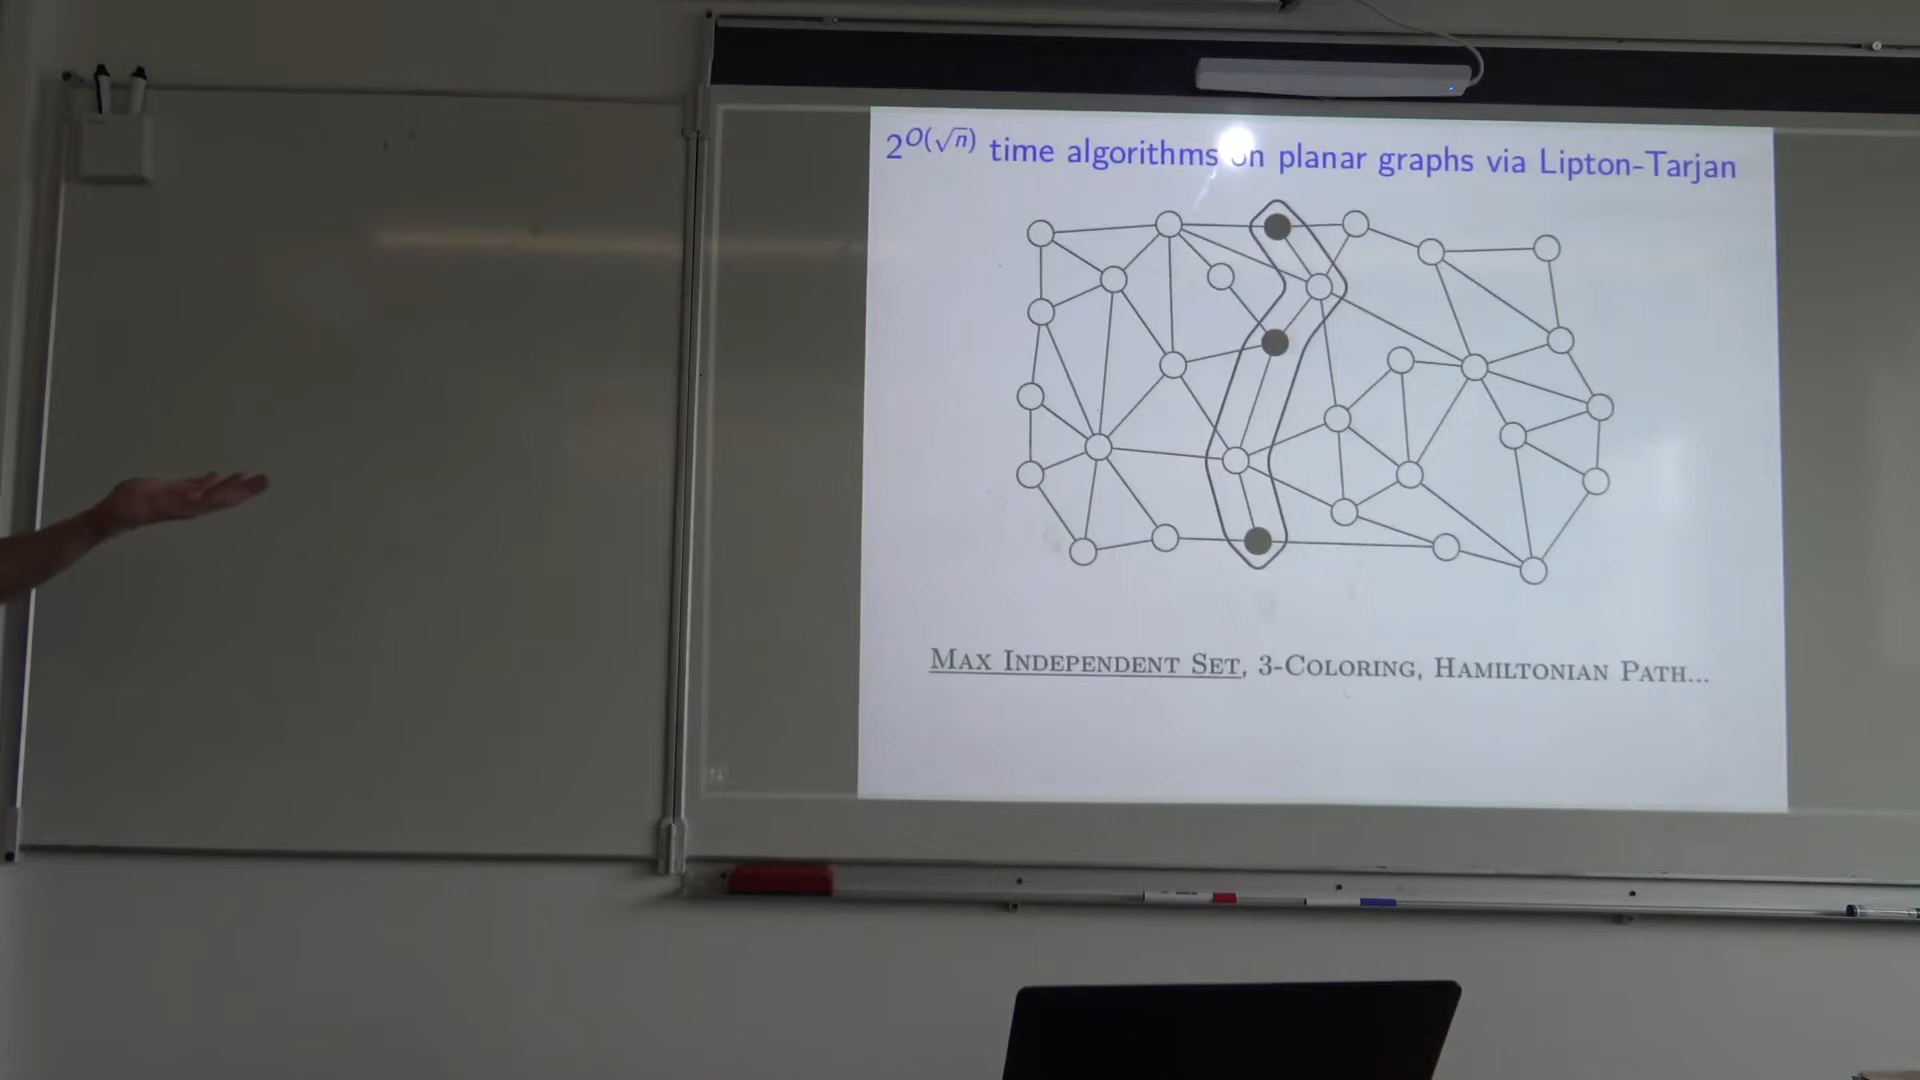 2^{O(√n)} time algorithms on planar graphs via Lipton-Tarjan
Max Independent Set, 3-Coloring, Hamiltonian Path...